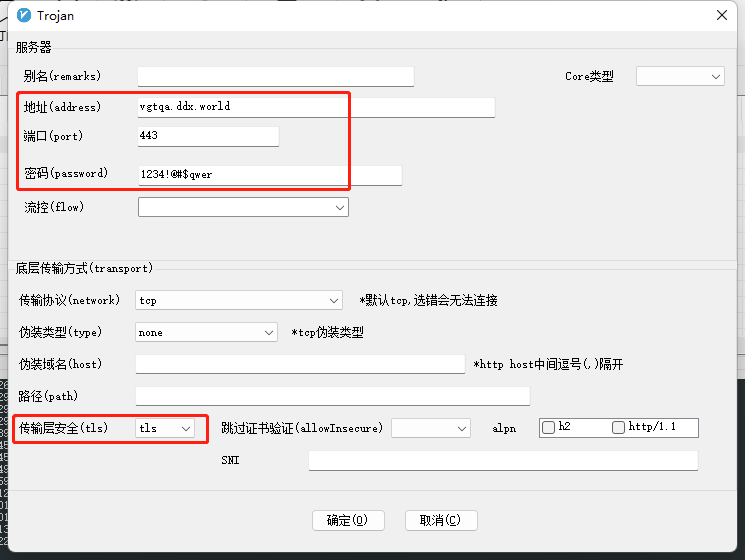 Trojan
服务器
别名(remarks)
Core类型
地址(address) vgtqa.ddx.world
端口(port) 443
密码(password) 1234!@#$qwer
流控(flow)
底层传输方式(transport)
传输协议(network) tcp *默认tcp,选错会无法连接
伪装类型(type) none *tcp伪装类型
伪装域名(host) *http host中间逗号(,)隔开
路径(path)
传输层安全(tls) tls 跳过证书验证(allowInsecure) alpn h2 http/1.1
SNI
确定(O) 取消(C)